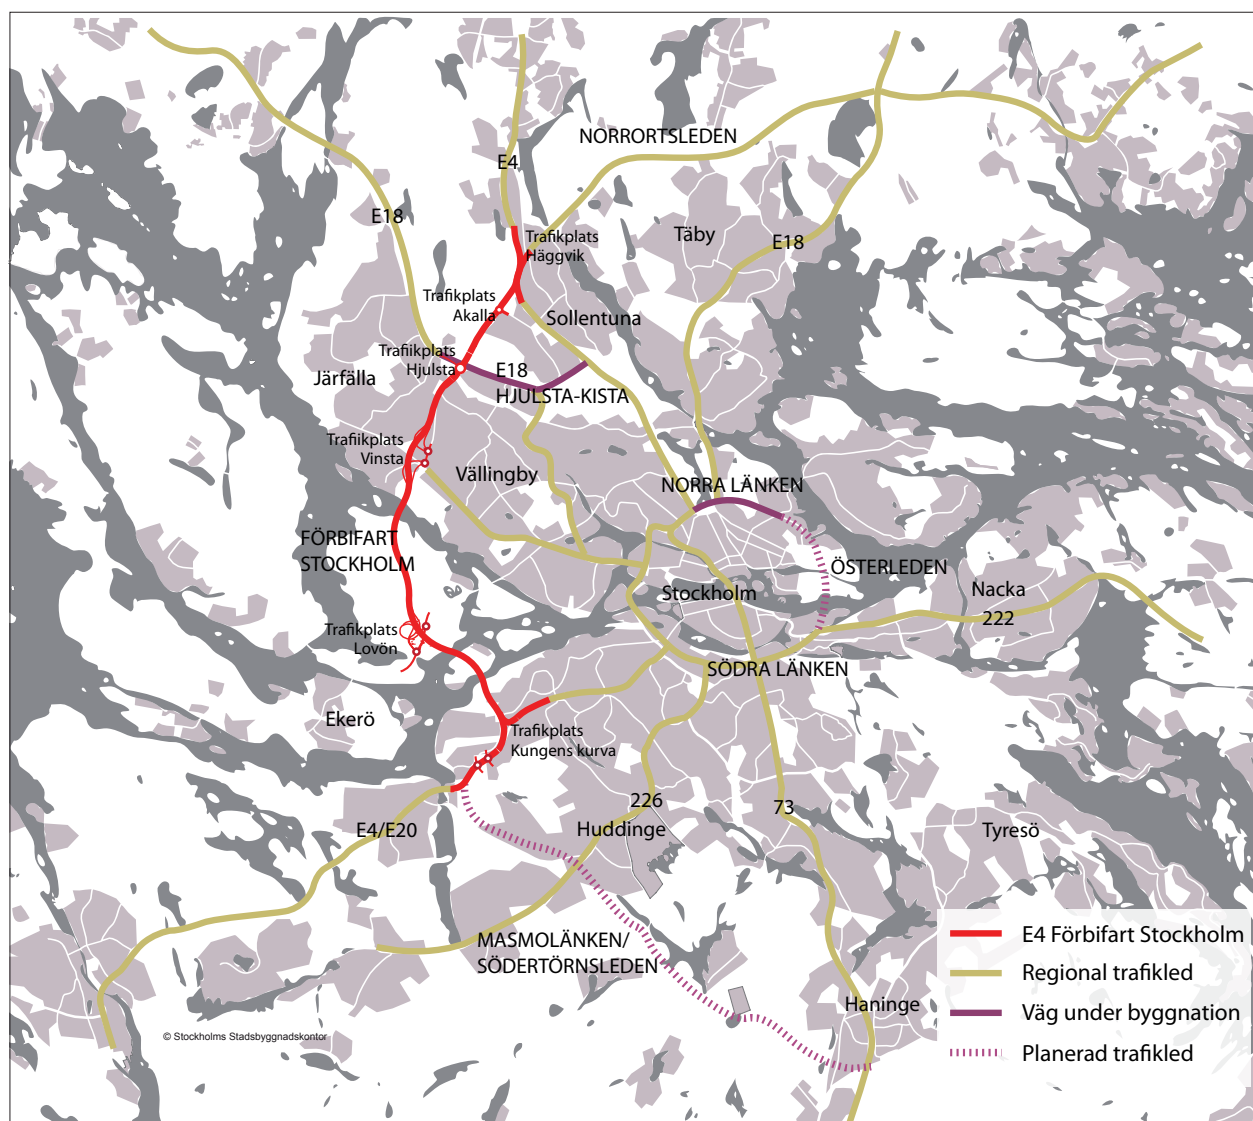 NORRORTSLEDEN
E4
E18
Trafikplats
Häggvik
Täby
E18
Trafikplats
Akalla
Sollentuna
Trafiikplats
Hjulsta
E18
HJULSTA-KISTA
Järfälla
Trafiikplats
Vinsta
Vällingby
NORRA LÄNKEN
FÖRBIFART
STOCKHOLM
ÖSTERLEDEN
Stockholm
Nacka
222
Trafikplats
Lovön
SÖDRA LÄNKEN
Ekerö
Trafikplats
Kungens kurva
226
73
E4/E20
Huddinge
Tyresö
MASMOLÄNKEN/
SÖDERTÖRNSLEDEN
E4 Förbifart Stockholm
Regional trafikled
Haninge
Väg under byggnation
Planerad trafikled
© Stockholms Stadsbyggnadskontor